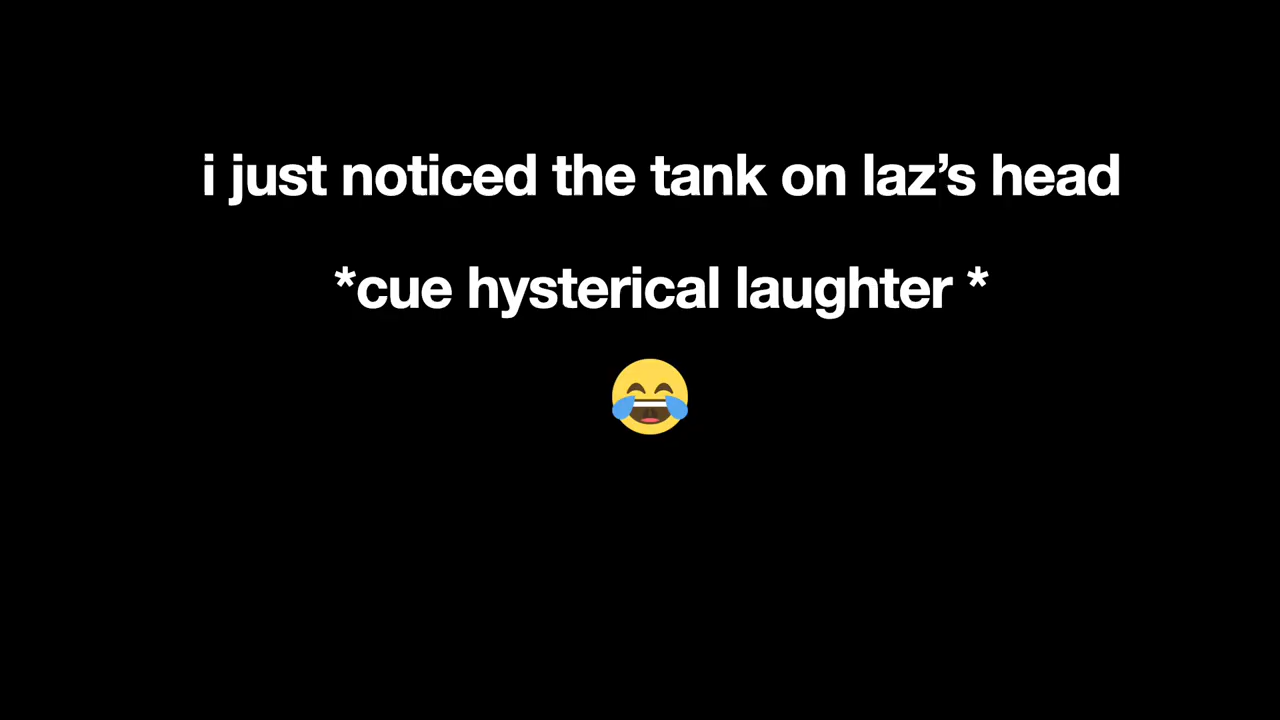 i just noticed the tank on laz’s head
*cue hysterical laughter *
😂